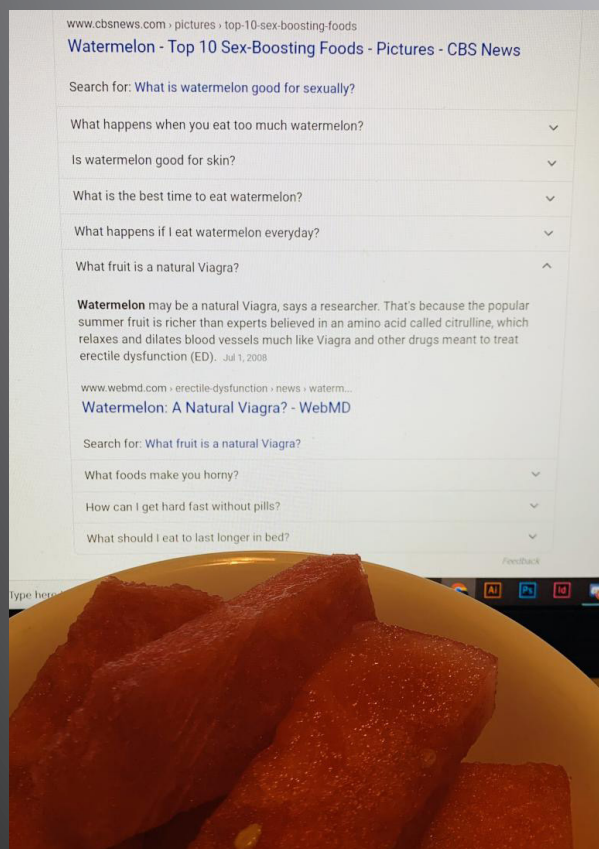 www.cbsnews.com › pictures › top-10-sex-boosting-foods
Watermelon - Top 10 Sex-Boosting Foods - Pictures - CBS News
Search for: What is watermelon good for sexually?
What happens when you eat too much watermelon?
Is watermelon good for skin?
What is the best time to eat watermelon?
What happens if I eat watermelon everyday?
What fruit is a natural Viagra?
Watermelon may be a natural Viagra, says a researcher. That's because the popular
summer fruit is richer than experts believed in an amino acid called citrulline, which
relaxes and dilates blood vessels much like Viagra and other drugs meant to treat
erectile dysfunction (ED). Jul 1, 2008
www.webmd.com › erectile-dysfunction › news › waterm...
Watermelon: A Natural Viagra? - WebMD
Search for: What fruit is a natural Viagra?
What foods make you horny?
How can I get hard fast without pills?
What should I eat to last longer in bed?
Feedback
Type here
Ai Ps Id